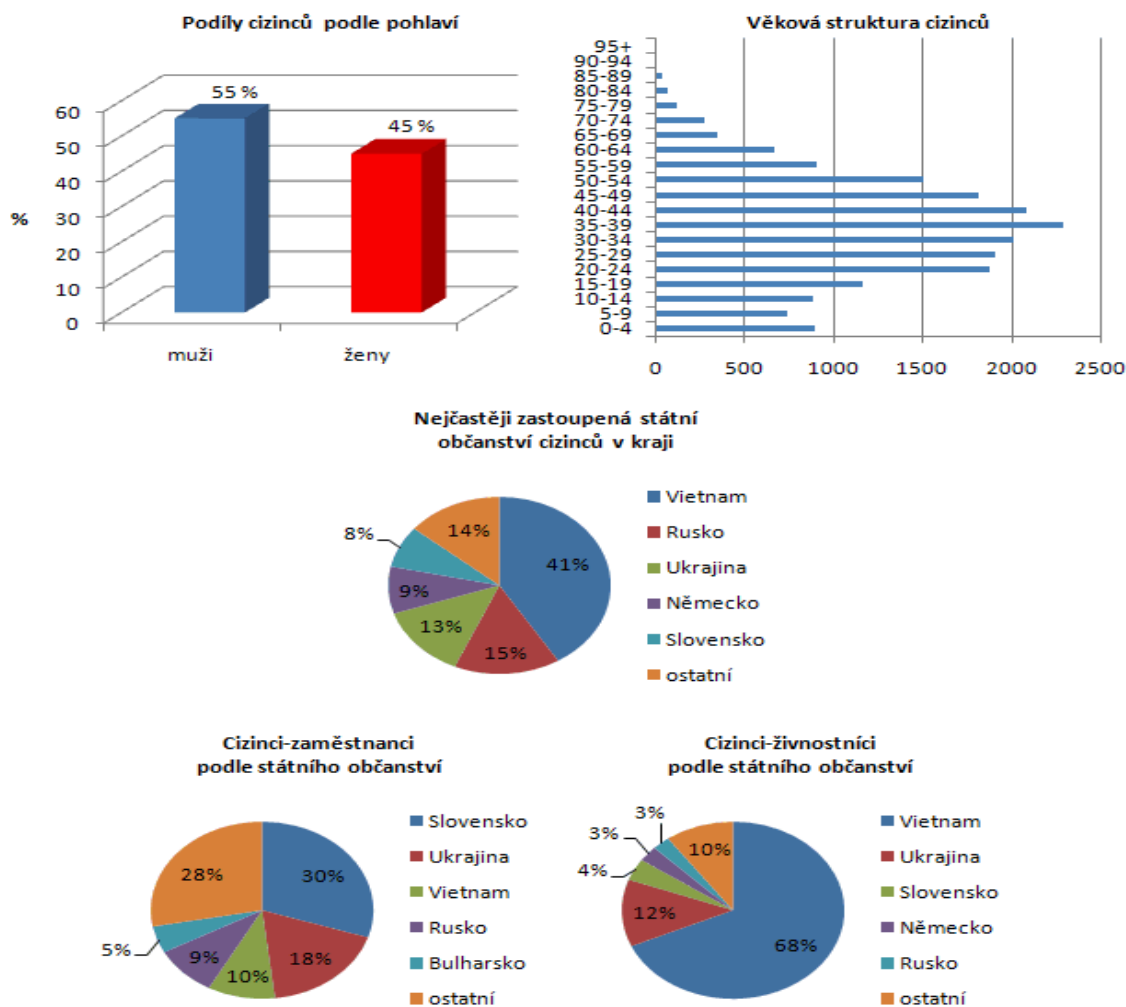 Podíly cizinců podle pohlaví
55 %
45 %
60
50
40
30
20
10
0
%
muži
ženy
Věková struktura cizinců
95+
90-94
85-89
80-84
75-79
70-74
65-69
60-64
55-59
50-54
45-49
40-44
35-39
30-34
25-29
20-24
15-19
10-14
5-9
0-4
0 500 1000 1500 2000 2500
Nejčastěji zastoupená státní
občanství cizinců v kraji
41%
15%
13%
9%
8%
14%
Vietnam
Rusko
Ukrajina
Německo
Slovensko
ostatní
Cizinci-zaměstnanci
podle státního občanství
30%
18%
10%
9%
5%
28%
Slovensko
Ukrajina
Vietnam
Rusko
Bulharsko
ostatní
Cizinci-živnostníci
podle státního občanství
68%
12%
4%
3%
3%
10%
Vietnam
Ukrajina
Slovensko
Německo
Rusko
ostatní